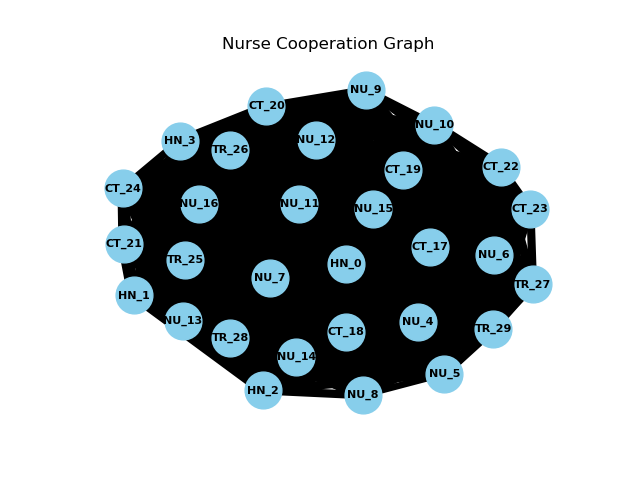 Nurse Cooperation Graph
NU_9
CT_20
NU_10
HN_3
NU_12
TR_26
CT_22
CT_19
CT_24
NU_16
NU_11
NU_15
CT_23
CT_21
CT_17
NU_6
TR_25
HN_0
NU_7
TR_27
HN_1
NU_13
NU_4
TR_29
CT_18
TR_28
NU_14
NU_5
HN_2
NU_8